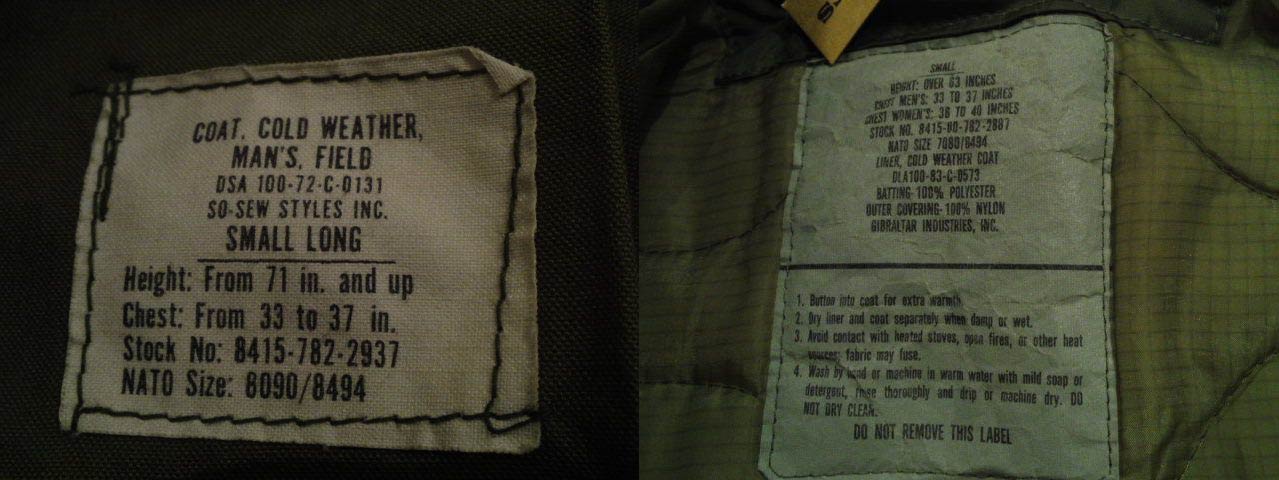 COAT, COLD WEATHER,
MAN'S, FIELD
DSA 100-72-C-0131
SO-SEW STYLES INC.
SMALL LONG
Height: From 71 in. and up
Chest: From 33 to 37 in.
Stock No: 8415-782-2937
NATO Size: 8090/8494
SMALL
HEIGHT: OVER 63 INCHES
CHEST MEN'S: 33 TO 37 INCHES
CHEST WOMEN'S: 38 TO 40 INCHES
STOCK NO. 8415-00-782-2887
NATO SIZE 7080/8494
LINER, COLD WEATHER COAT
DLA100-83-C-0573
BATTING-100% POLYESTER
OUTER COVERING-100% NYLON
GIBRALTAR INDUSTRIES, INC.
1. Button into coat for extra warmth.
2. Dry liner and coat separately when damp or wet.
3. Avoid contact with heated stoves, open fires, or other heat
sources; fabric may fuse.
4. Wash by hand or machine in warm water with mild soap or
detergent, rinse thoroughly and drip or machine dry. DO
NOT DRY CLEAN.
DO NOT REMOVE THIS LABEL